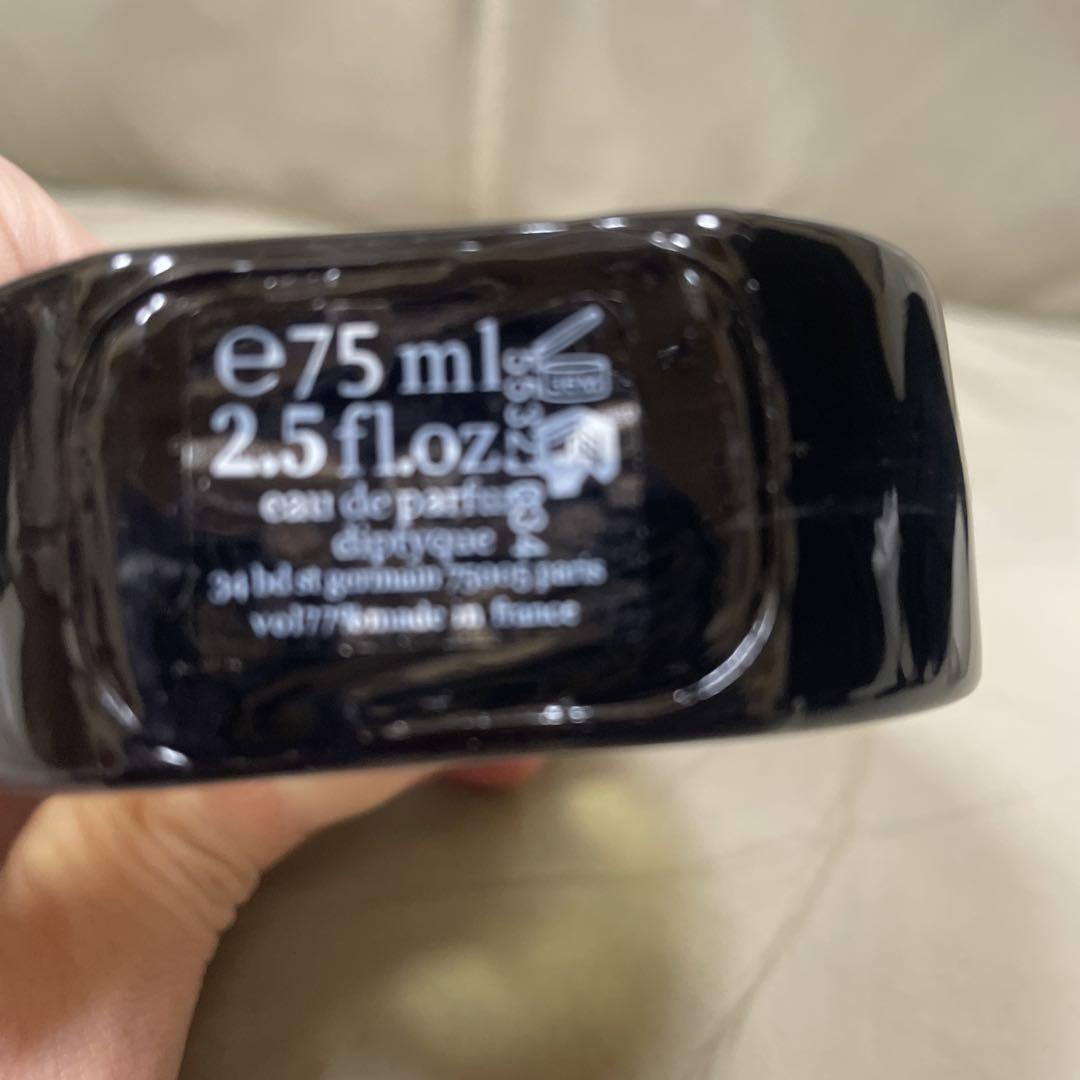 e75 ml
2.5 fl.oz
eau de parfum
diptyque
34 bd st germain 75005 paris
vol77% made in france